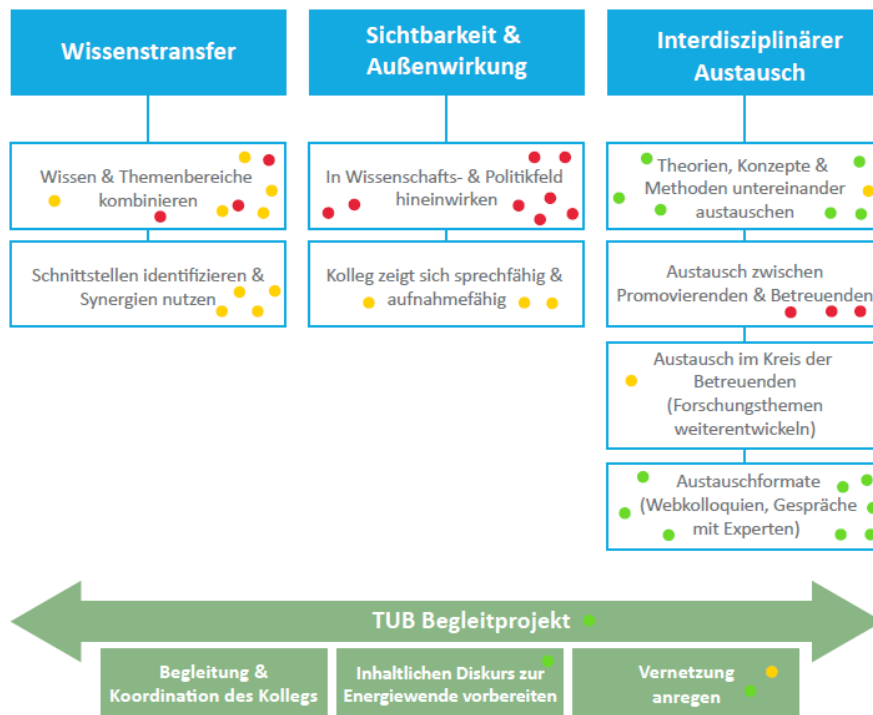 Wissenstransfer
Wissen & Themenbereiche
kombinieren
Schnittstellen identifizieren &
Synergien nutzen
Sichtbarkeit &
Außenwirkung
In Wissenschafts- & Politikfeld
hineinwirken
Kolleg zeigt sich sprechfähig &
aufnahmefähig
Interdisziplinärer
Austausch
Theorien, Konzepte &
Methoden untereinander
austauschen
Austausch zwischen
Promovierenden & Betreuenden
Austausch im Kreis der
Betreuenden
(Forschungsthemen
weiterentwickeln)
Austauschformate
(Webkolloquien, Gespräche
mit Experten)
TUB Begleitprojekt
Begleitung &
Koordination des Kollegs
Inhaltlichen Diskurs zur
Energiewende vorbereiten
Vernetzung
anregen